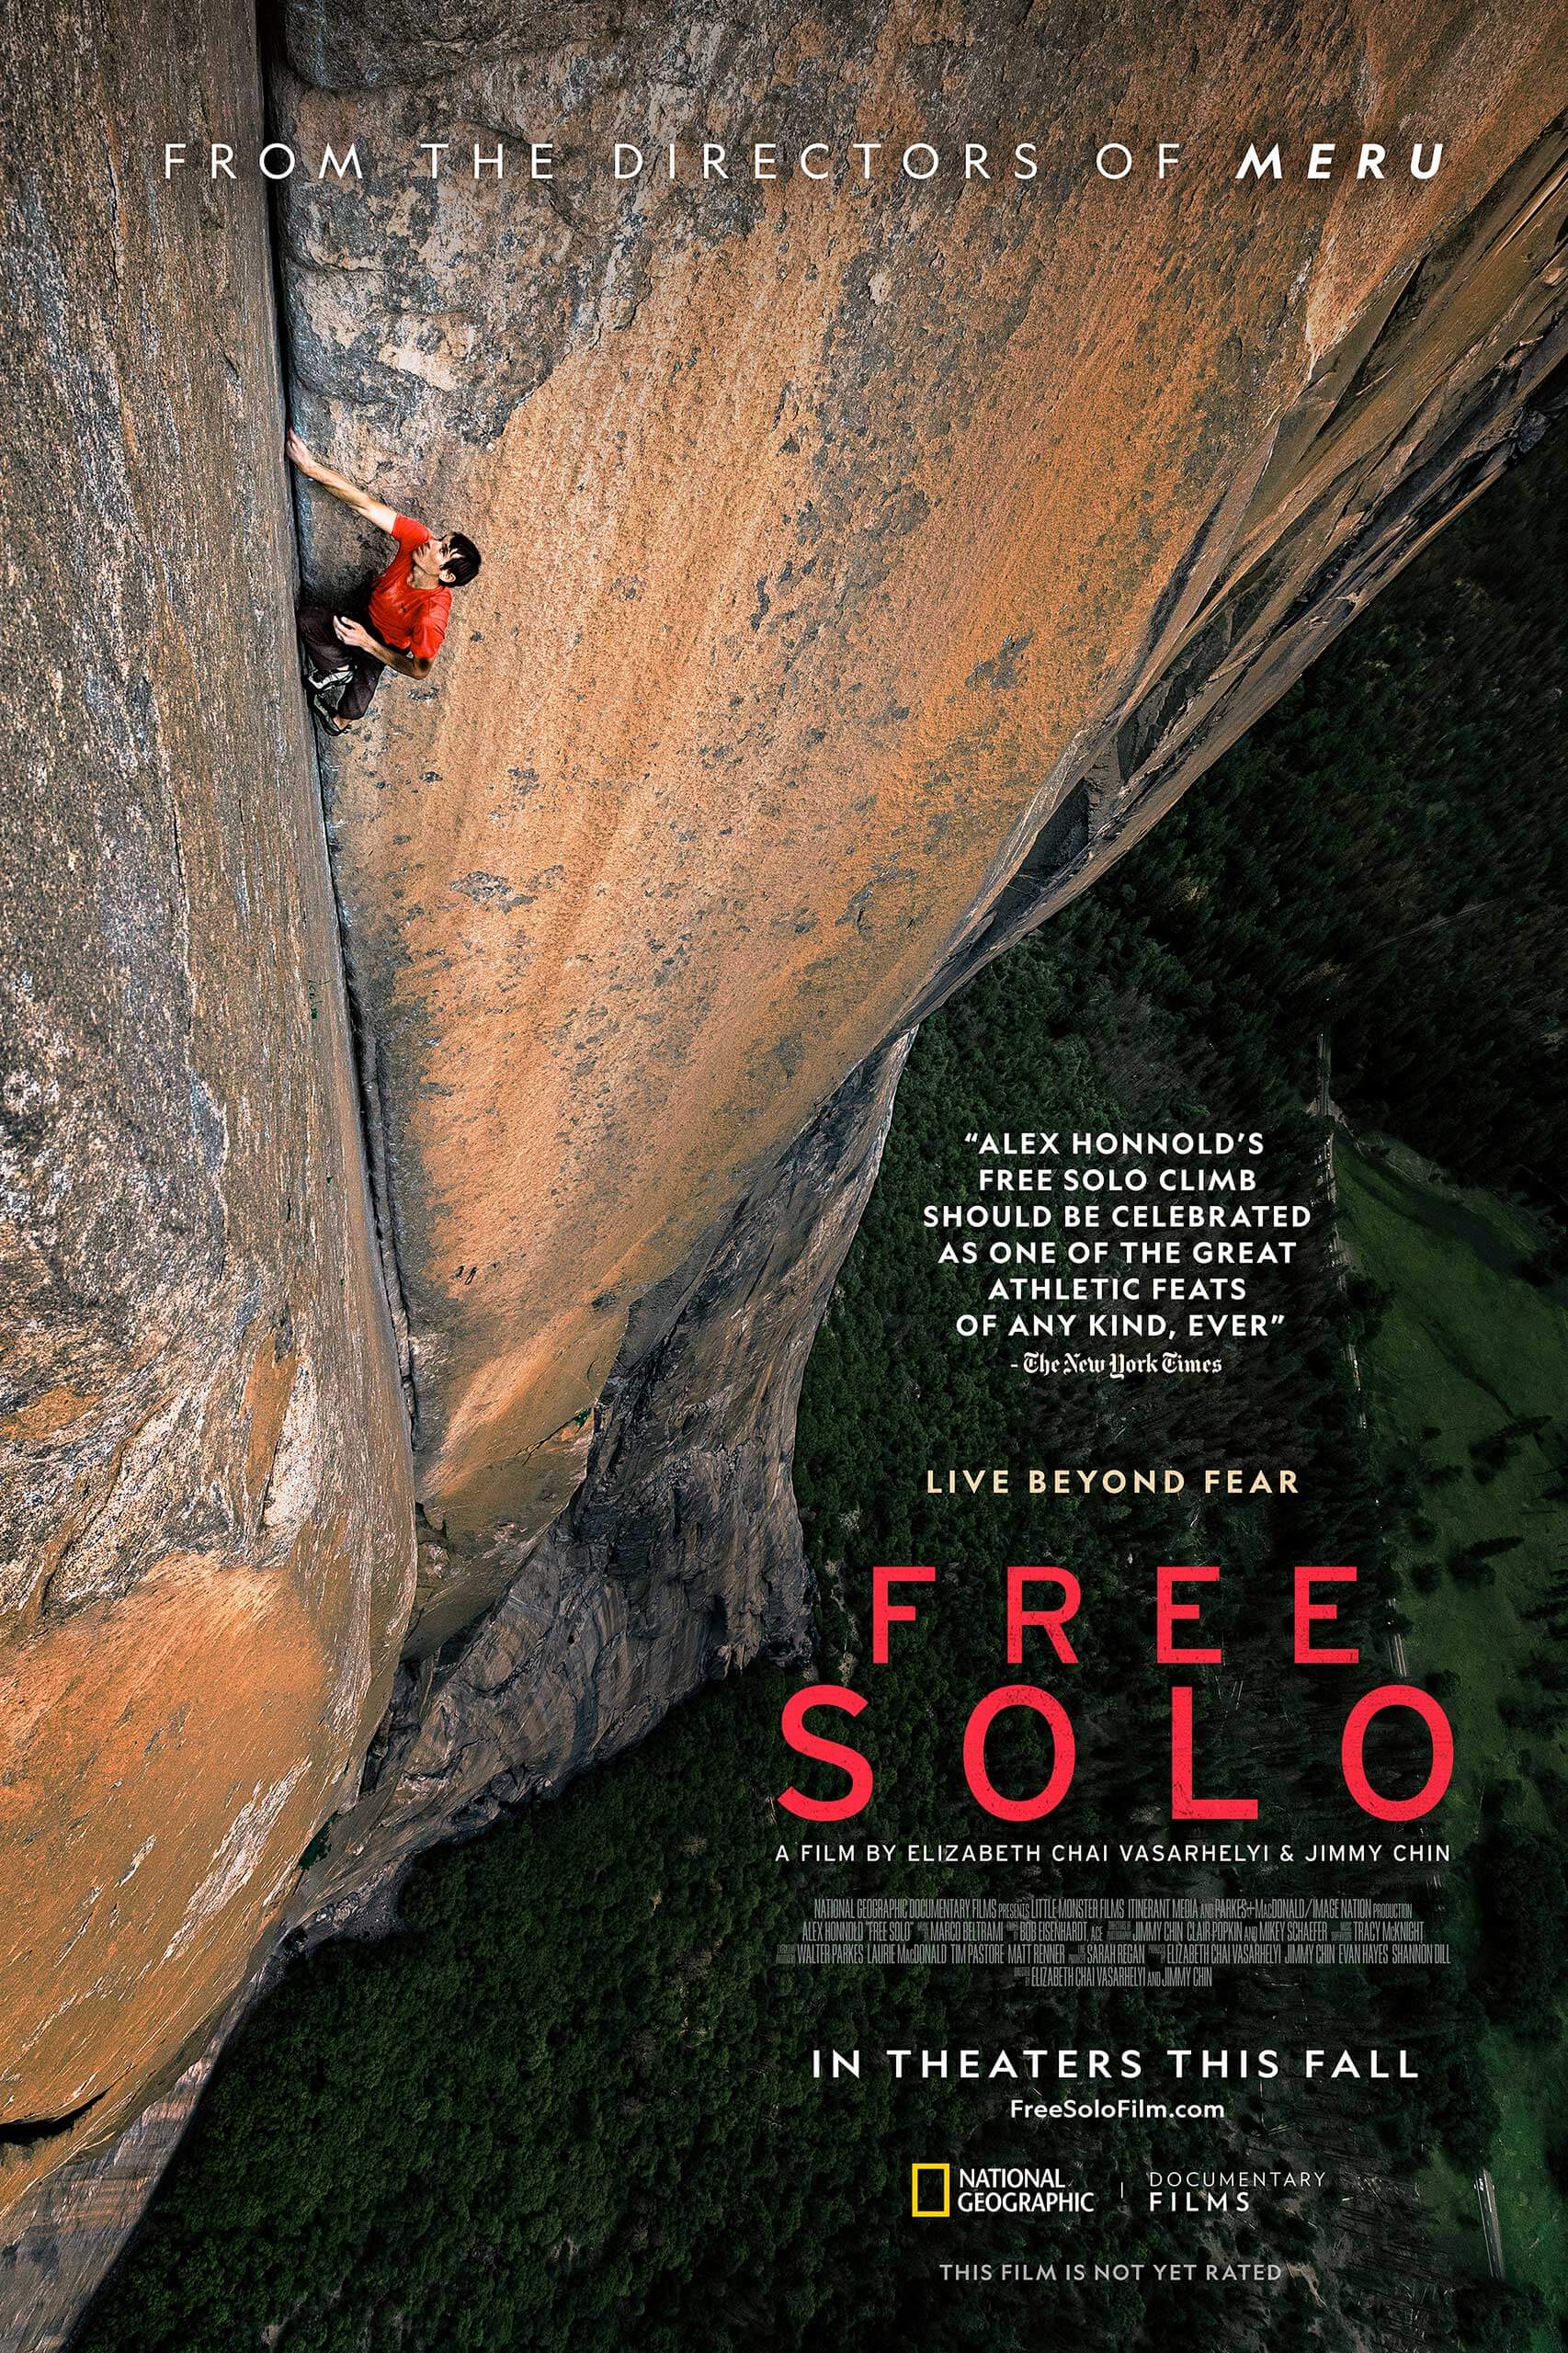 FROM THE DIRECTORS OF MERU
“ALEX HONNOLD’S
FREE SOLO CLIMB
SHOULD BE CELEBRATED
AS ONE OF THE GREAT
ATHLETIC FEATS
OF ANY KIND, EVER”
- The New York Times
LIVE BEYOND FEAR
FREE
SOLO
A FILM BY ELIZABETH CHAI VASARHELYI & JIMMY CHIN
NATIONAL GEOGRAPHIC DOCUMENTARY FILMS PRESENTS LITTLE MONSTER FILMS ITINERANT MEDIA AND PARKES+MACDONALD/IMAGE NATION PRODUCTION
ALEX HONNOLD "FREE SOLO" MARCO BELTRAMI BOB EISENHARDT, ACE JIMMY CHIN CLAIR POPKIN AND MIKEY SCHAEFER TRACY McKNIGHT
WALTER PARKES LAURIE MACDONALD TIM PASTORE MATT RENNER SARAH REGAN ELIZABETH CHAI VASARHELYI JIMMY CHIN EVAN HAYES SHANNON DILL
ELIZABETH CHAI VASARHELYI AND JIMMY CHIN
IN THEATERS THIS FALL
FreeSoloFilm.com
NATIONAL GEOGRAPHIC | DOCUMENTARY FILMS
THIS FILM IS NOT YET RATED